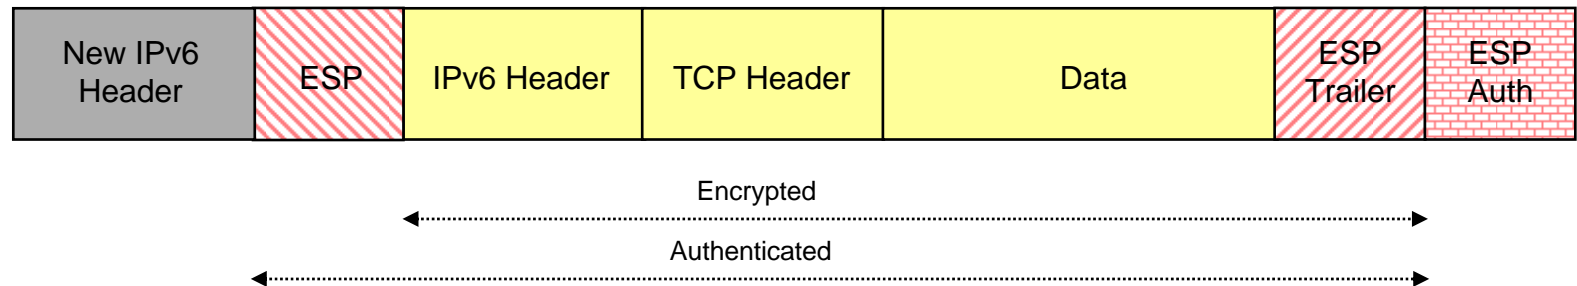 New IPv6
Header
ESP
IPv6 Header
TCP Header
Data
ESP
Trailer
ESP
Auth
Encrypted
Authenticated